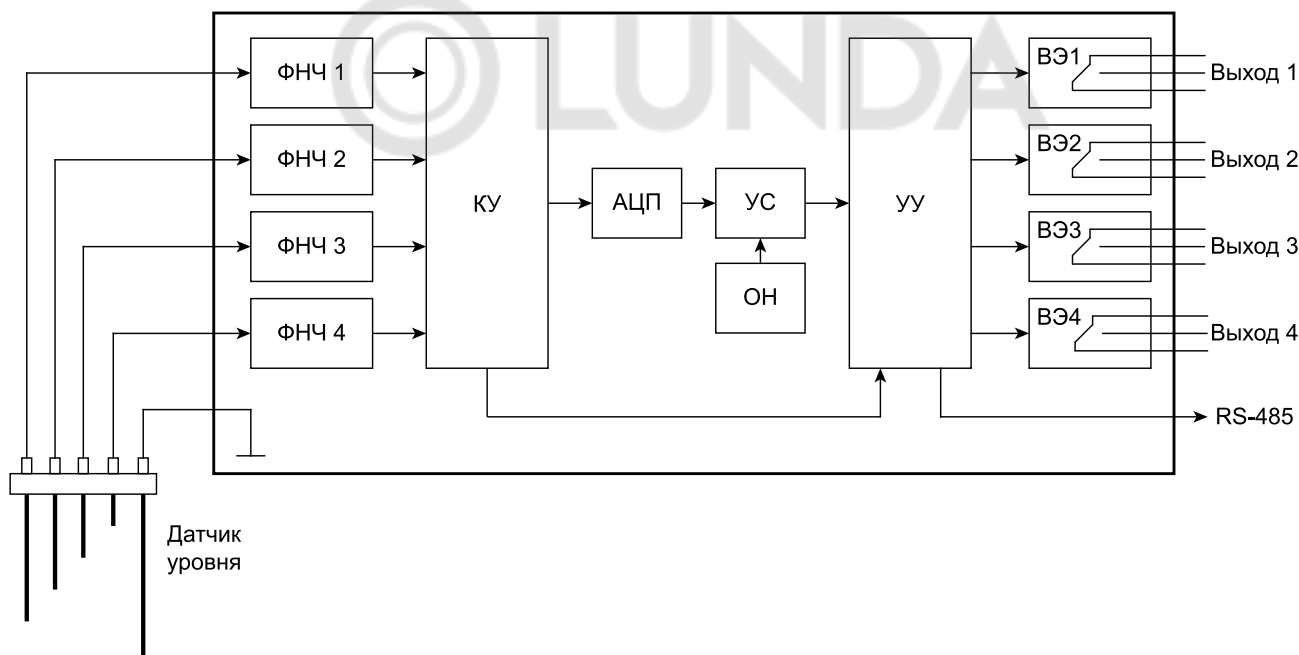 LUNDA
ФНЧ 1
ФНЧ 2
ФНЧ 3
ФНЧ 4
КУ
АЦП
УС
ОН
УУ
ВЭ1
ВЭ2
ВЭ3
ВЭ4
Выход 1
Выход 2
Выход 3
Выход 4
RS-485
Датчик
уровня